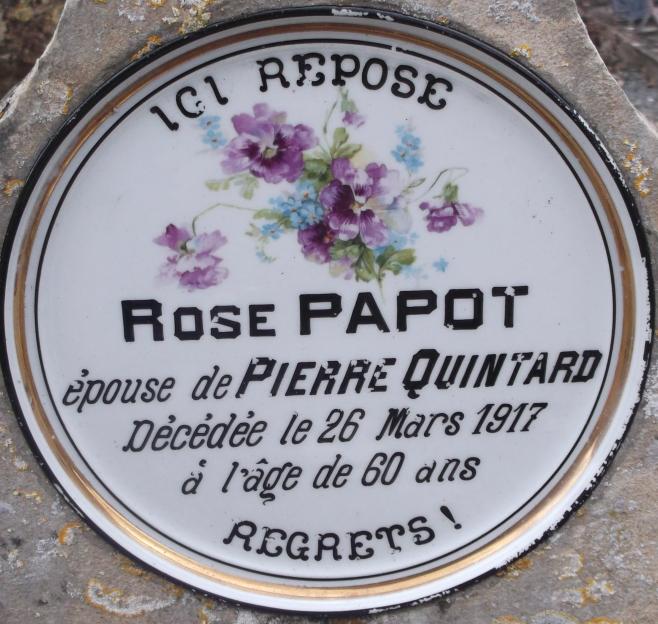 ICI REPOSE
ROSE PAPOT
épouse de PIERRE QUINTARD
Décédée le 26 Mars 1917
à l'âge de 60 ans
REGRETS!